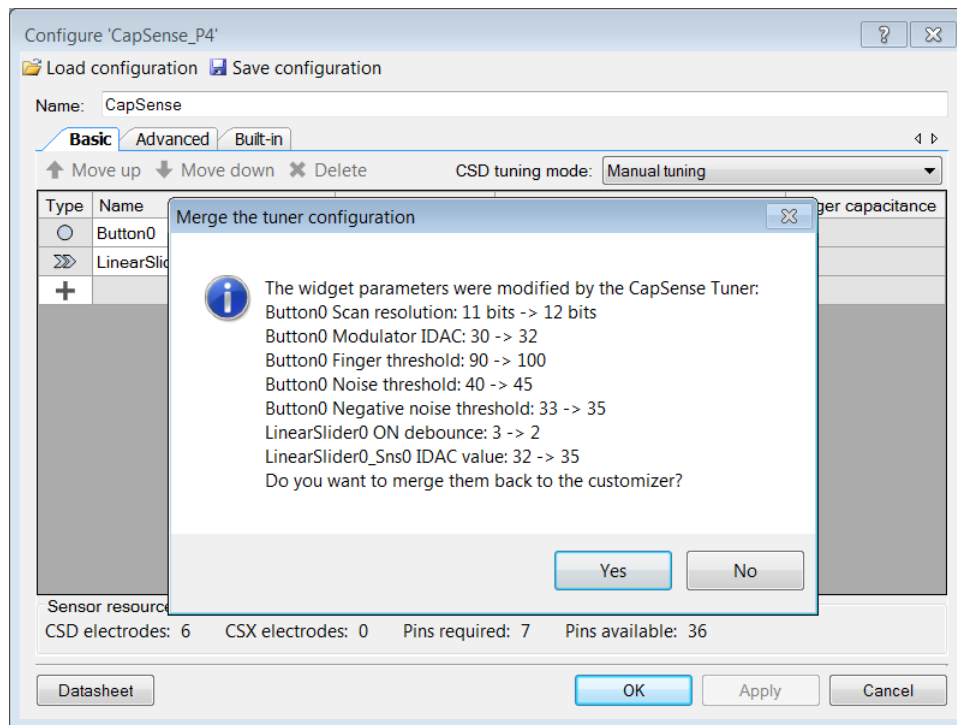 Configure 'CapSense_P4'
Load configuration Save configuration
Name: CapSense
Basic Advanced Built-in
Move up Move down Delete CSD tuning mode: Manual tuning
Type Name capacitance
Merge the tuner configuration
Button0
The widget parameters were modified by the CapSense Tuner:
Button0 Scan resolution: 11 bits -> 12 bits
Button0 Modulator IDAC: 30 -> 32
Button0 Finger threshold: 90 -> 100
Button0 Noise threshold: 40 -> 45
Button0 Negative noise threshold: 33 -> 35
LinearSlider0 ON debounce: 3 -> 2
LinearSlider0_Sns0 IDAC value: 32 -> 35
Do you want to merge them back to the customizer?
Yes No
Sensor
CSD electrodes: 6 CSX electrodes: 0 Pins required: 7 Pins available: 36
Datasheet OK Apply Cancel